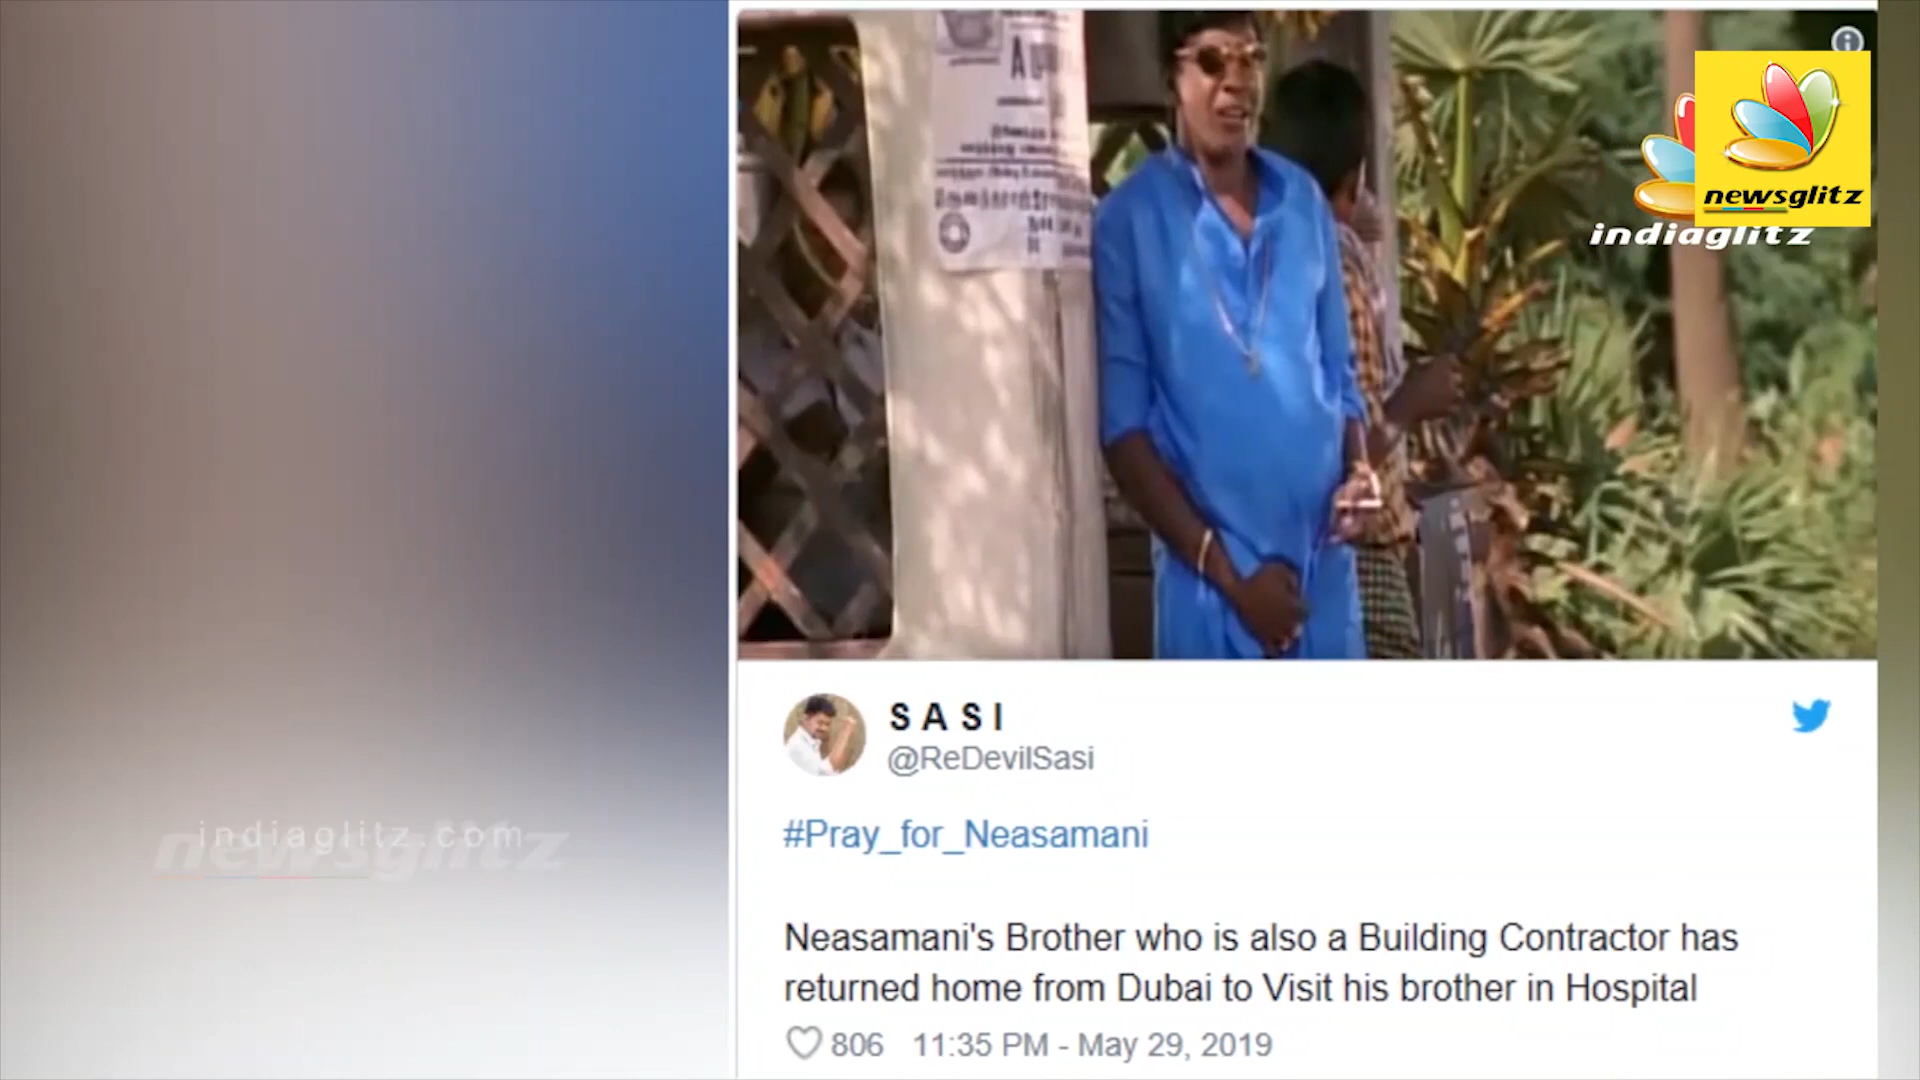 newsglitz
indiaglitz
S A S I
@ReDevilSasi
#Pray_for_Neasamani
Neasamani's Brother who is also a Building Contractor has
returned home from Dubai to Visit his brother in Hospital
806 11:35 PM - May 29, 2019
indiaglitz.com
newsglitz